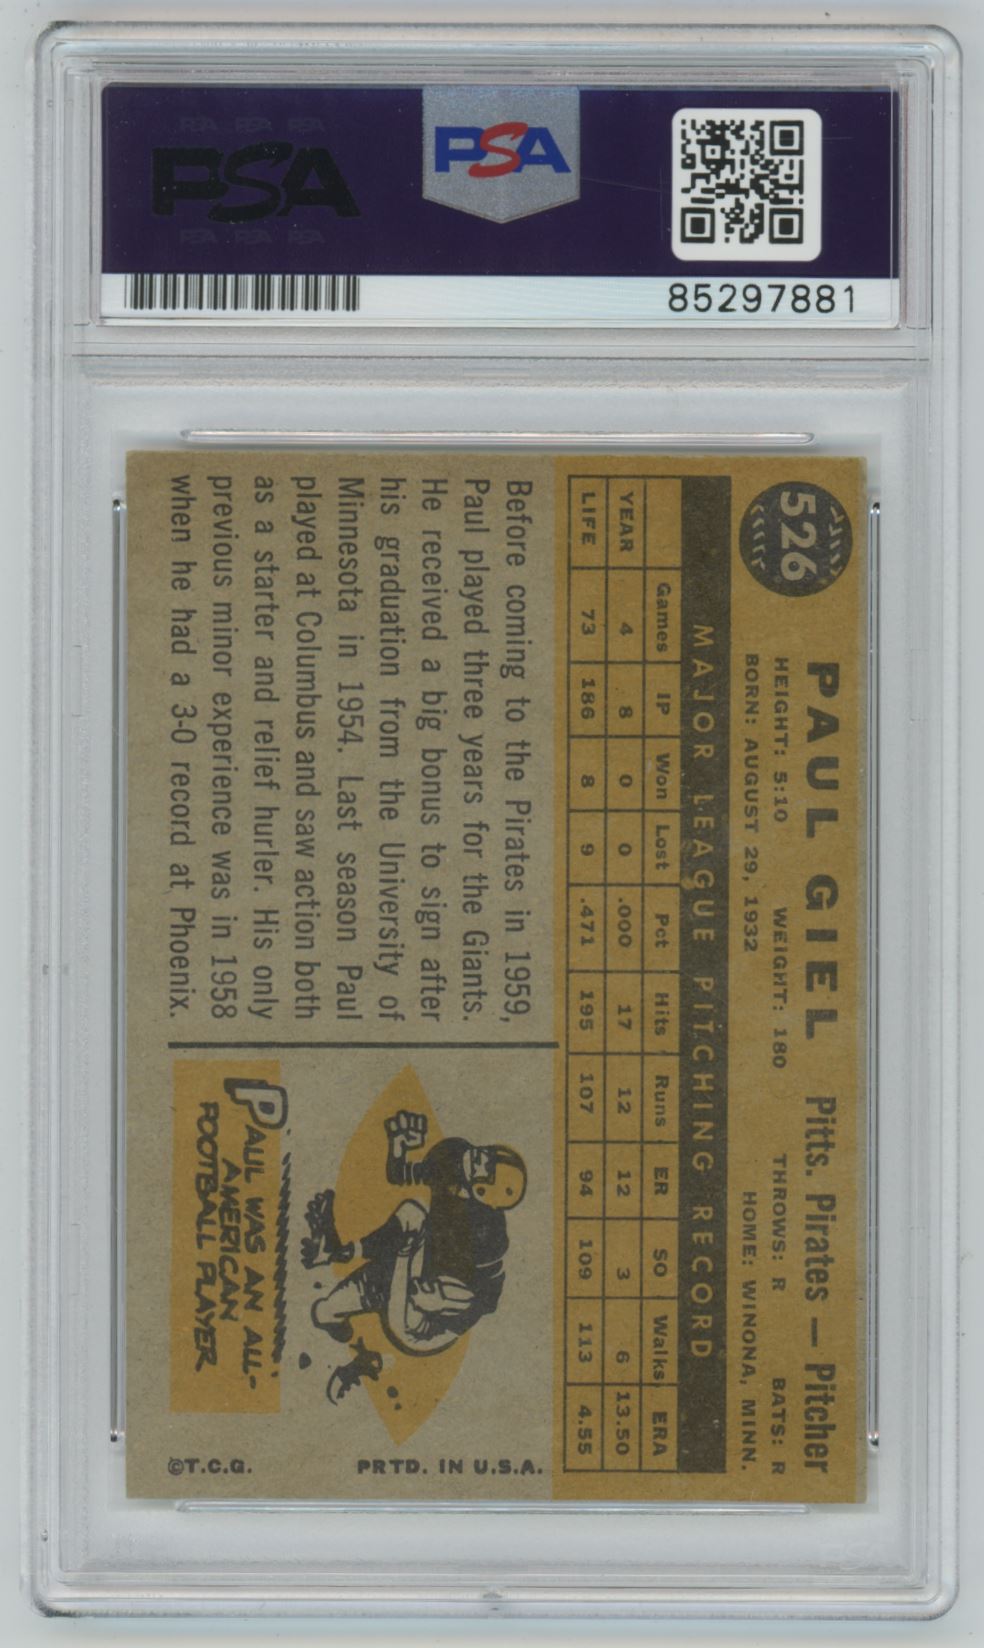 PSA PSA PSA
PSA
PSA PSA PSA
PSA
85297881
526
PAUL GIEL Pitts. Pirates — Pitcher
HEIGHT: 5:10 WEIGHT: 180 THROWS: R BATS: R
BORN: AUGUST 29, 1932 HOME: WINONA, MINN.
MAJOR LEAGUE PITCHING RECORD
Games IP Won Lost Pct Hits Runs ER SO Walks ERA
YEAR 4 8 0 0 .000 17 12 12 3 6 13.50
LIFE 73 186 8 9 .471 195 107 94 109 113 4.55
Before coming to the Pirates in 1959,
Paul played three years for the Giants.
He received a big bonus to sign after
his graduation from the University of
Minnesota in 1954. Last season Paul
played at Columbus and saw action both
as a starter and relief hurler. His only
previous minor experience was in 1958
when he had a 3-0 record at Phoenix.
PAUL WAS AN ALL-
AMERICAN
FOOTBALL PLAYER
PRTD. IN U.S.A.
©T.C.G.